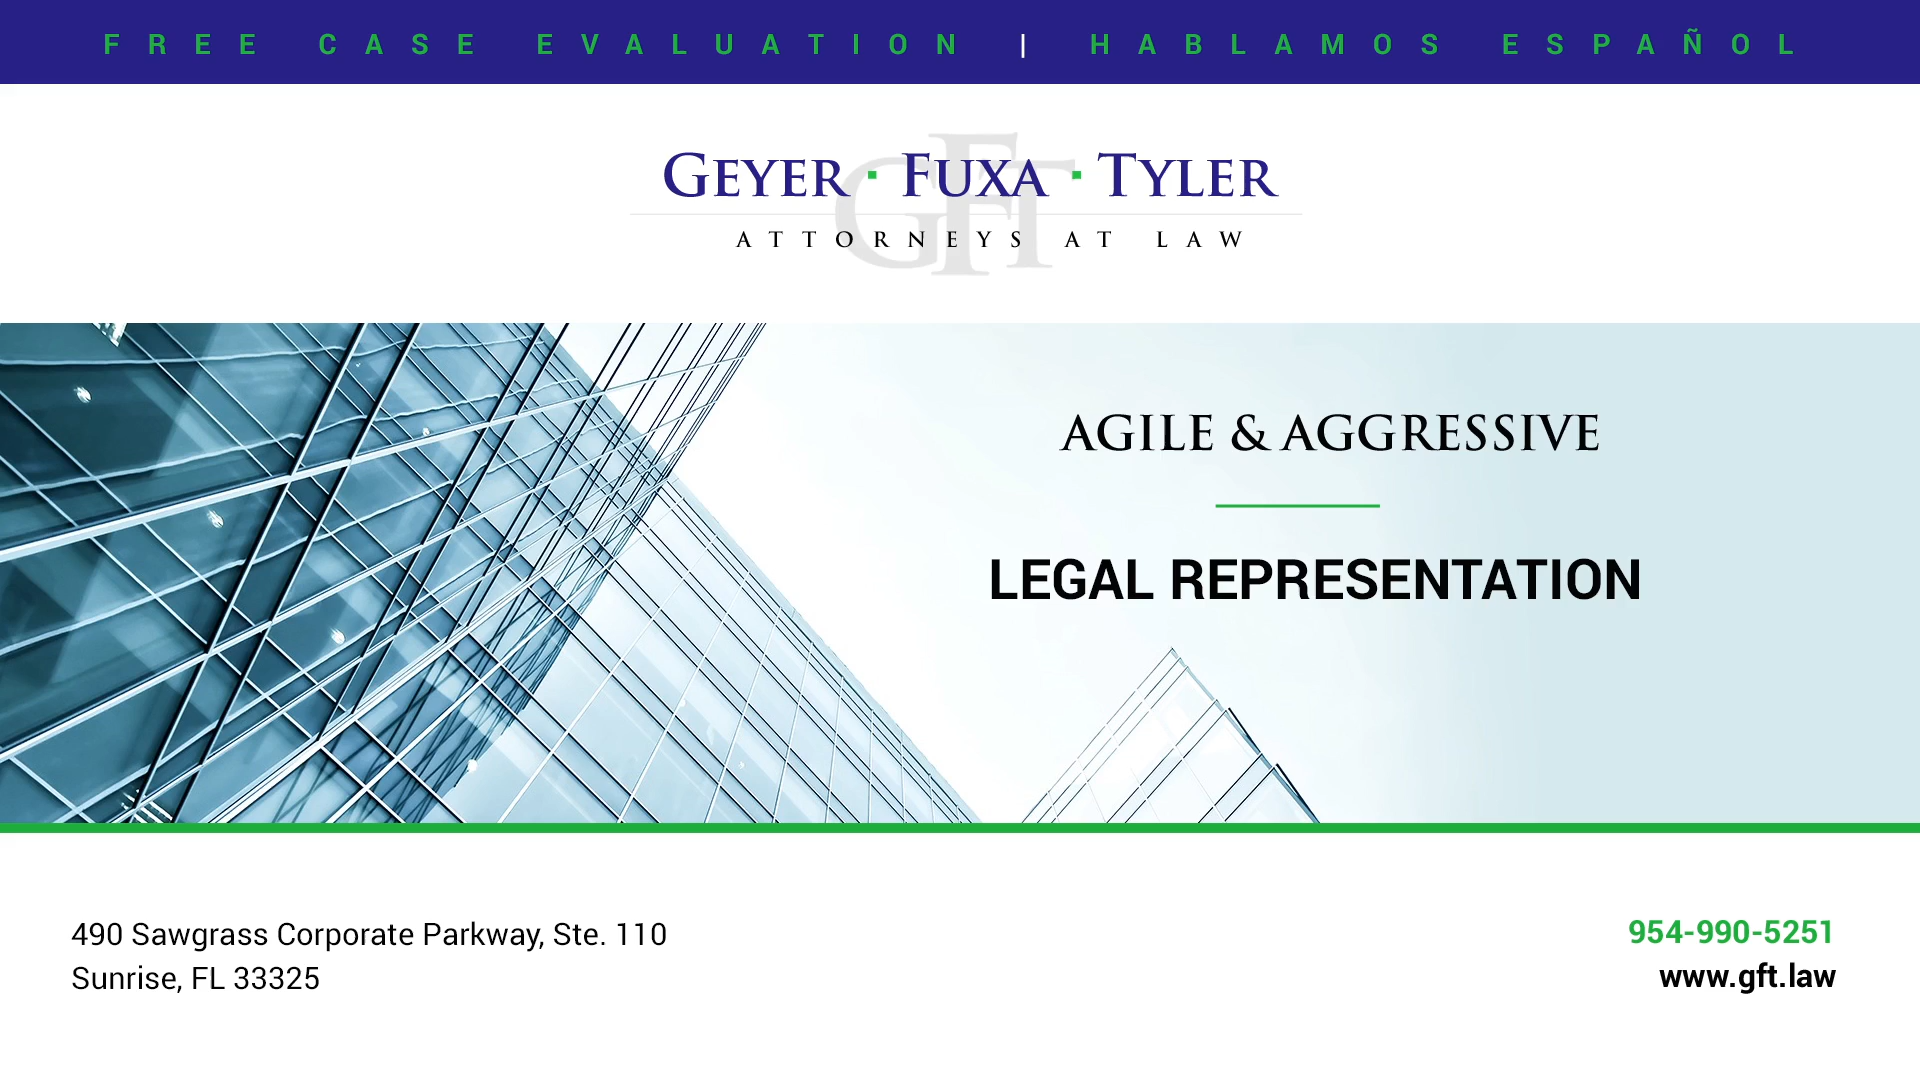 FREE CASE EVALUATION | HABLAMOS ESPAÑOL
GFT
GEYER · FUXA · TYLER
ATTORNEYS AT LAW
AGILE & AGGRESSIVE
LEGAL REPRESENTATION
490 Sawgrass Corporate Parkway, Ste. 110
Sunrise, FL 33325
954-990-5251
www.gft.law